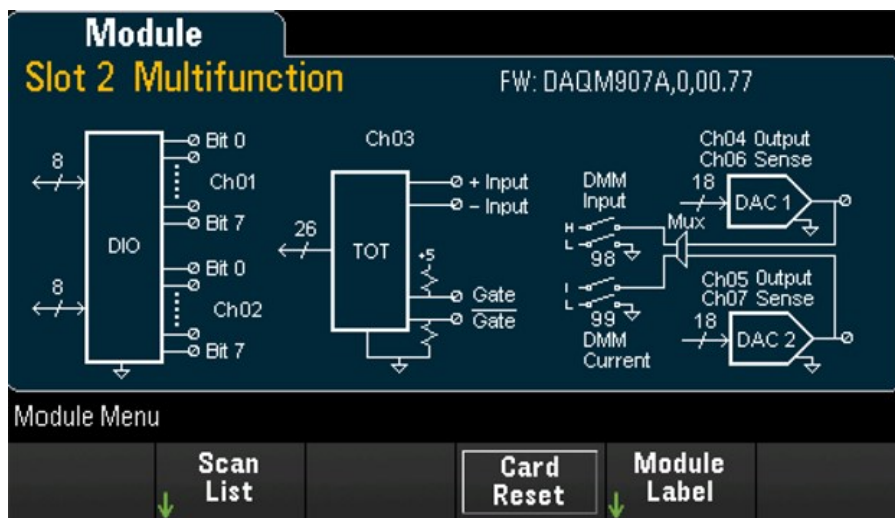 Module
Slot 2 Multifunction
FW: DAQM907A,0,00.77
8
DIO
Bit 0
Ch01
Bit 7
8
Bit 0
Ch02
Bit 7
Ch03
26
TOT
+ Input
– Input
+5
Gate
Gate
DMM
Input
H
L
98
I
L
99
DMM
Current
Mux
Ch04 Output
Ch06 Sense
18
DAC 1
Ch05 Output
Ch07 Sense
18
DAC 2
Module Menu
Scan
List
Card
Reset
Module
Label